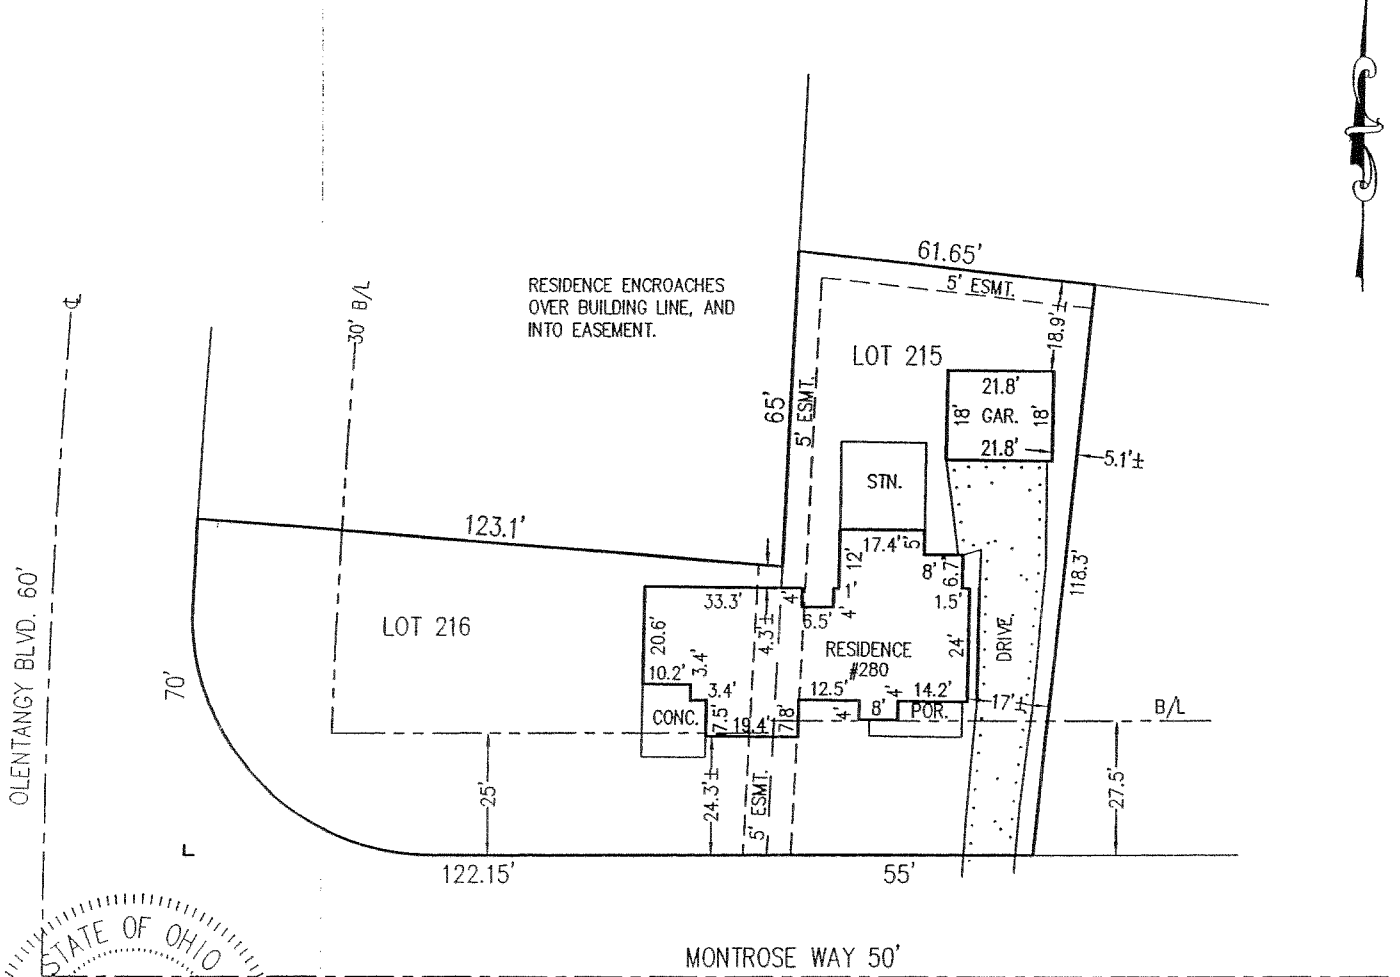 61.65'
5' ESMT.
RESIDENCE ENCROACHES
OVER BUILDING LINE, AND
INTO EASEMENT.
30' B/L
18.9'±
LOT 215
21.8'
18'
GAR.
18'
21.8'
65'
5' ESMT.
5.1'±
STN.
123.1'
17.4'
5'
12'
8'
6.7'
118.3'
33.3'
4'
1'
1.5'
6.5'
4'
LOT 216
20.6'
4.3'±
RESIDENCE
#280
24'
DRIVE.
OLENTANGY BLVD. 60'
70'
10.2'
3.4'
3.4'
12.5'
4'
14.2'
17'±
B/L
CONC.
7.5'
19.4'
7.8'
4'
8'
POR.
25'
24.3'±
5' ESMT.
27.5'
L
122.15'
55'
STATE OF OHIO
MONTROSE WAY 50'